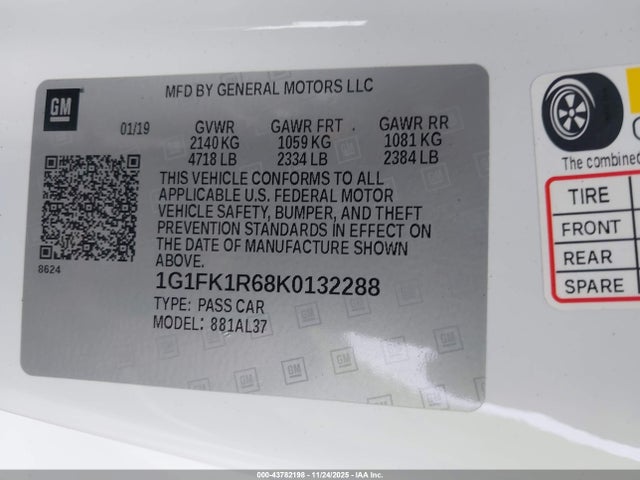 GM
MFD BY GENERAL MOTORS LLC
01/19 GVWR GAWR FRT GAWR RR
2140 KG 1059 KG 1081 KG
4718 LB 2334 LB 2384 LB
THIS VEHICLE CONFORMS TO ALL
APPLICABLE U.S. FEDERAL MOTOR
VEHICLE SAFETY, BUMPER, AND THEFT
PREVENTION STANDARDS IN EFFECT ON
THE DATE OF MANUFACTURE SHOWN
ABOVE.
8624
1G1FK1R68K0132288
TYPE: PASS CAR
MODEL: 881AL37
The combined
TIRE
FRONT
REAR
SPARE
000-43782198 - 11/24/2025 - IAA Inc.